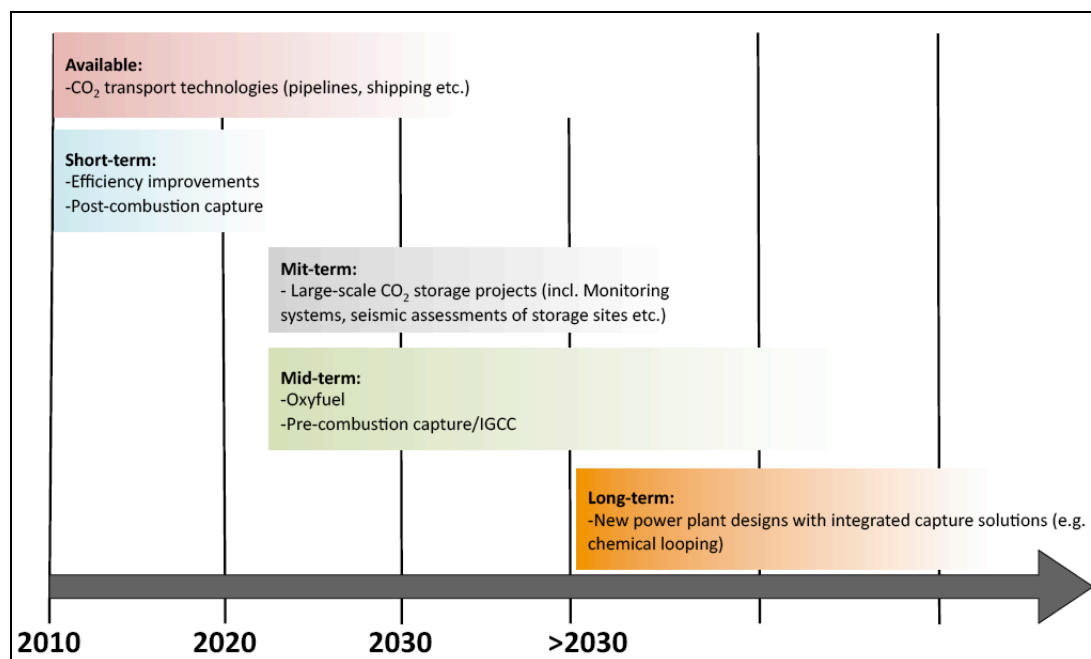 Available:
-CO₂ transport technologies (pipelines, shipping etc.)
Short-term:
-Efficiency improvements
-Post-combustion capture
Mit-term:
- Large-scale CO₂ storage projects (incl. Monitoring
systems, seismic assessments of storage sites etc.)
Mid-term:
-Oxyfuel
-Pre-combustion capture/IGCC
Long-term:
-New power plant designs with integrated capture solutions (e.g.
chemical looping)
2010 2020 2030 >2030